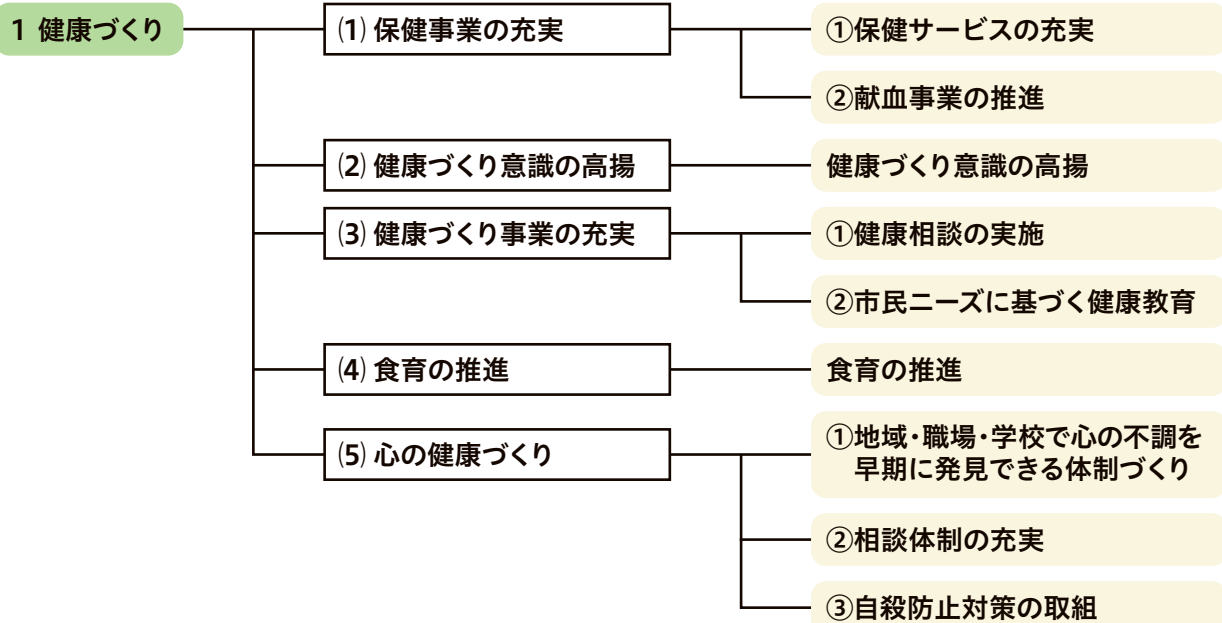 1 健康づくり
⑴ 保健事業の充実
①保健サービスの充実
②献血事業の推進
⑵ 健康づくり意識の高揚
健康づくり意識の高揚
⑶ 健康づくり事業の充実
①健康相談の実施
②市民ニーズに基づく健康教育
⑷ 食育の推進
食育の推進
⑸ 心の健康づくり
①地域・職場・学校で心の不調を
早期に発見できる体制づくり
②相談体制の充実
③自殺防止対策の取組